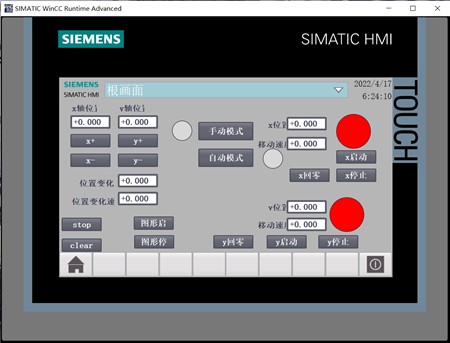 SIMATIC WinCC Runtime Advanced
SIEMENS
SIMATIC HMI
TOUCH
SIEMENS
SIMATIC HMI
根画面
2022/4/17
6:24:10
x轴位
y轴位
+0.000
+0.000
x+
y+
x-
y-
手动模式
自动模式
x位置
+0.000
移动速
+0.000
x启动
x回零
x停止
位置变化
+0.000
位置变化速
+0.000
y位置
+0.000
移动速
+0.000
stop
图形启
clear
图形停
y回零
y启动
y停止